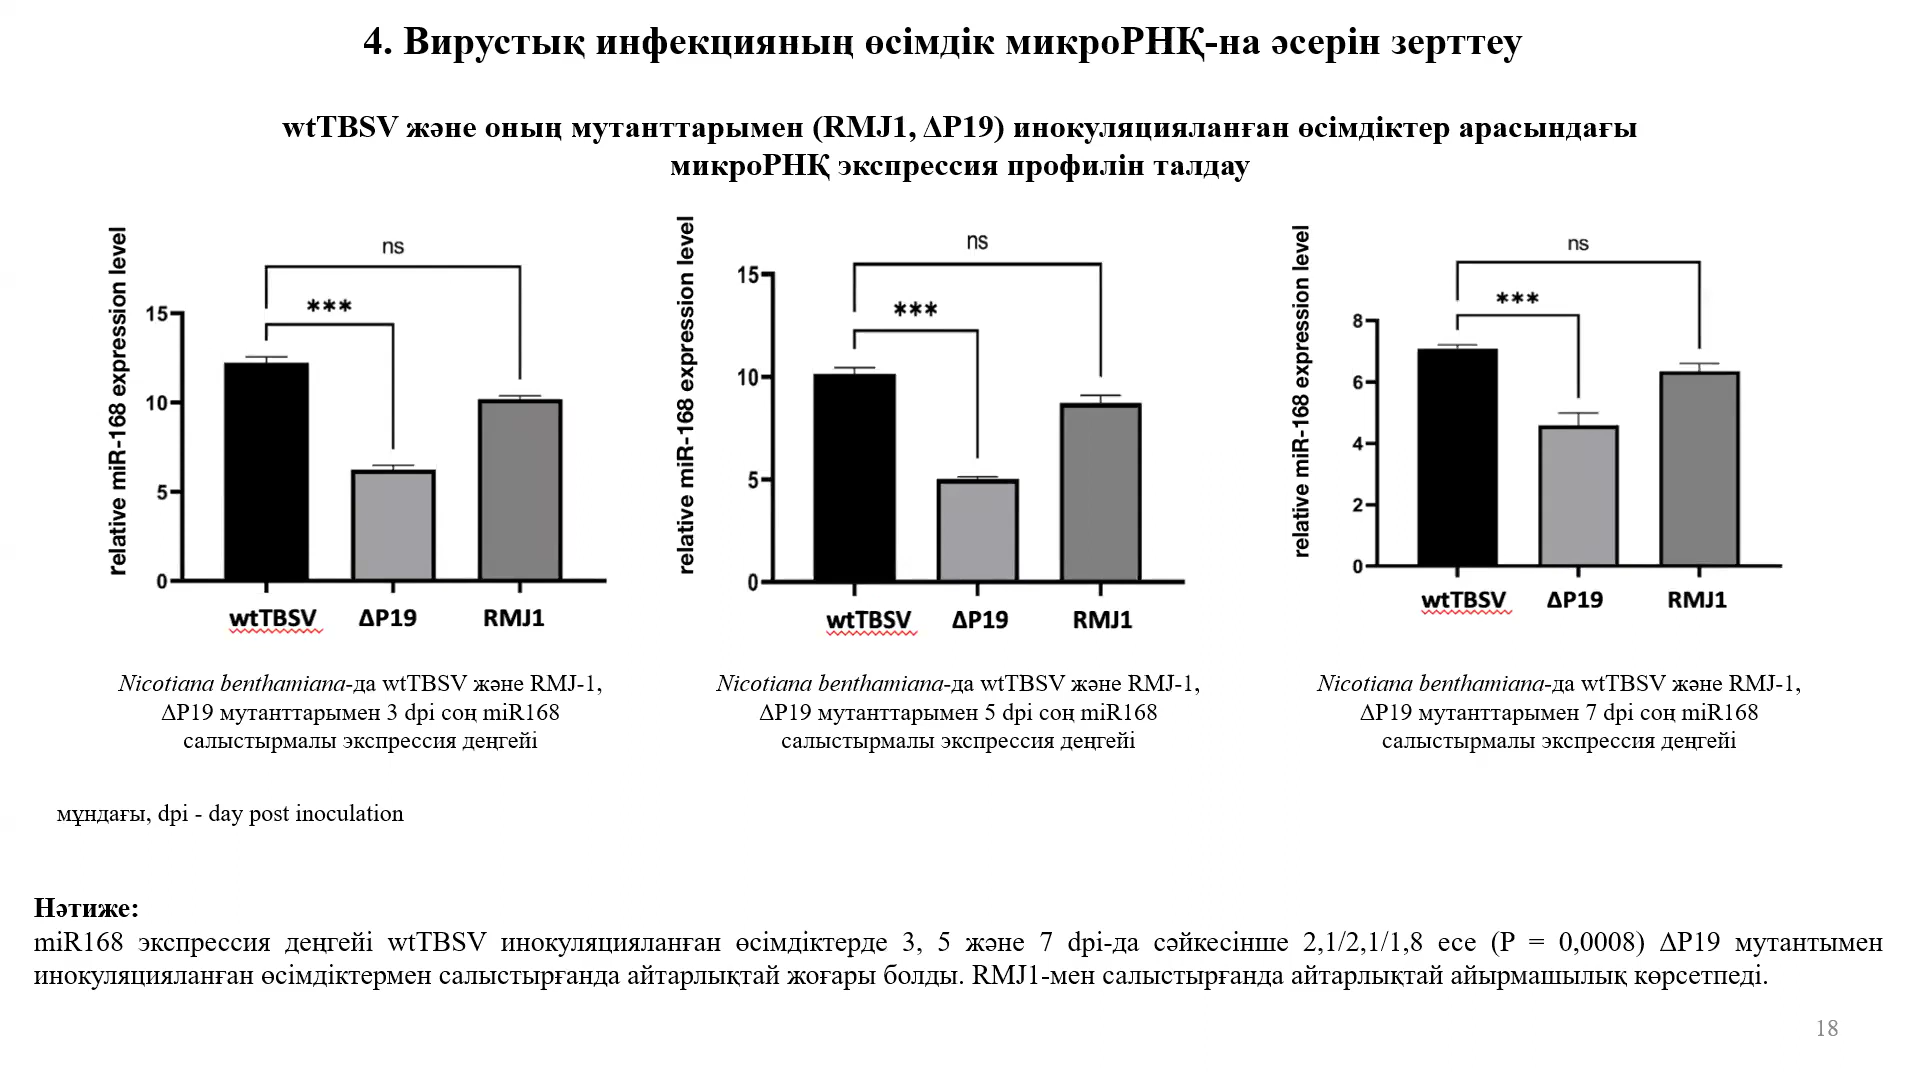 4. Вирустық инфекцияның өсімдік микроРНҚ-на әсерін зерттеу
wtTBSV және оның мутанттарымен (RMJ1, ΔP19) инокуляцияланған өсімдіктер арасындағы
микроРНҚ экспрессия профилін талдау
relative miR-168 expression level
ns
***
15
10
5
0
wtTBSV ΔP19 RMJ1
relative miR-168 expression level
ns
***
15
10
5
0
wtTBSV ΔP19 RMJ1
relative miR-168 expression level
ns
***
8
6
4
2
0
wtTBSV ΔP19 RMJ1
Nicotiana benthamiana-да wtTBSV және RMJ-1,
ΔP19 мутанттарымен 3 dpi соң miR168
салыстырмалы экспрессия деңгейі
Nicotiana benthamiana-да wtTBSV және RMJ-1,
ΔP19 мутанттарымен 5 dpi соң miR168
салыстырмалы экспрессия деңгейі
Nicotiana benthamiana-да wtTBSV және RMJ-1,
ΔP19 мутанттарымен 7 dpi соң miR168
салыстырмалы экспрессия деңгейі
мұндағы, dpi - day post inoculation
Нәтиже:
miR168 экспрессия деңгейі wtTBSV инокуляцияланған өсімдіктерде 3, 5 және 7 dpi-да сәйкесінше 2,1/2,1/1,8 есе (P = 0,0008) ΔP19 мутантымен
инокуляцияланған өсімдіктермен салыстырғанда айтарлықтай жоғары болды. RMJ1-мен салыстырғанда айтарлықтай айырмашылық көрсетпеді.
18